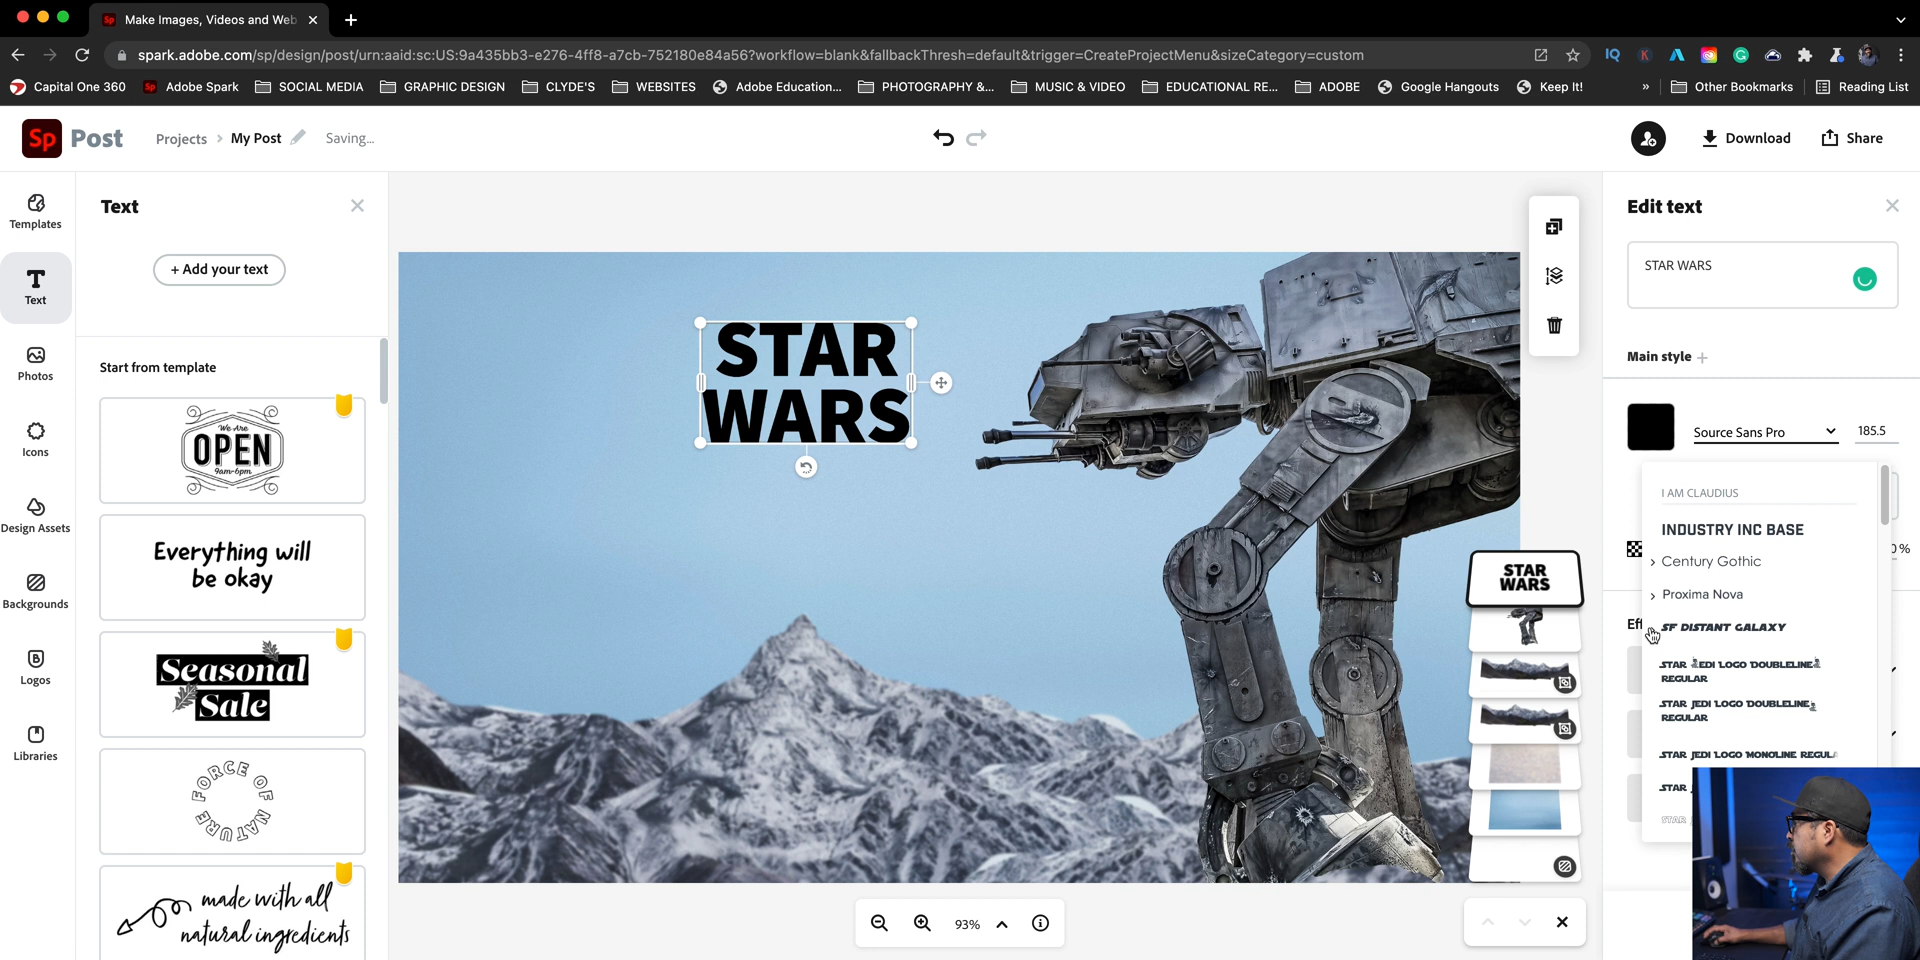 Make Images, Videos and Web
spark.adobe.com/sp/design/post/urn:aaid:sc:US:9a435bb3-e276-4ff8-a7cb-752180e84a56?workflow=blank&fallbackThresh=default&trigger=CreateProjectMenu&sizeCategory=custom
Capital One 360
Adobe Spark
SOCIAL MEDIA
GRAPHIC DESIGN
CLYDE'S
WEBSITES
Adobe Education...
PHOTOGRAPHY &...
MUSIC & VIDEO
EDUCATIONAL RE...
ADOBE
Google Hangouts
Keep It!
»
Other Bookmarks
Reading List
Sp Post
Projects > My Post
Saving...
Download
Share
Templates
Text
Photos
Icons
Design Assets
Backgrounds
Logos
Libraries
Text
+ Add your text
Start from template
We Are
OPEN
9am-6pm
Everything will
be okay
Seasonal
Sale
FORCE OF NATURE
made with all
natural ingredients
STAR
WARS
STAR
WARS
93%
Edit text
STAR WARS
Main style +
Source Sans Pro
185.5
I AM CLAUDIUS
INDUSTRY INC BASE
Century Gothic
Proxima Nova
SF DISTANT GALAXY
STAR JEDI LOGO DOUBLELINE
REGULAR
STAR JEDI LOGO DOUBLELINE
REGULAR
STAR JEDI LOGO MONOLINE REGULA
STAR
STAR